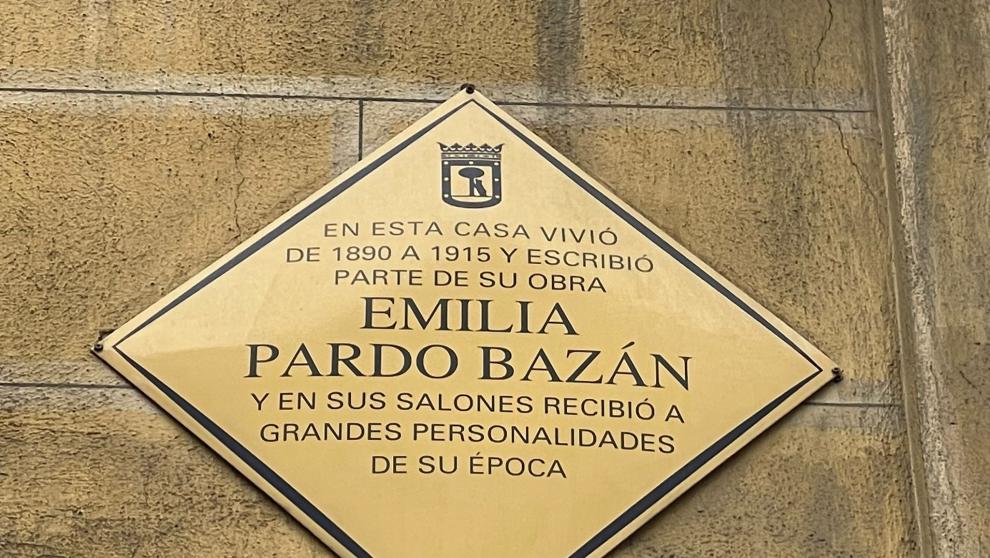 EN ESTA CASA VIVIÓ
DE 1890 A 1915 Y ESCRIBIÓ
PARTE DE SU OBRA
EMILIA
PARDO BAZÁN
Y EN SUS SALONES RECIBIÓ A
GRANDES PERSONALIDADES
DE SU ÉPOCA